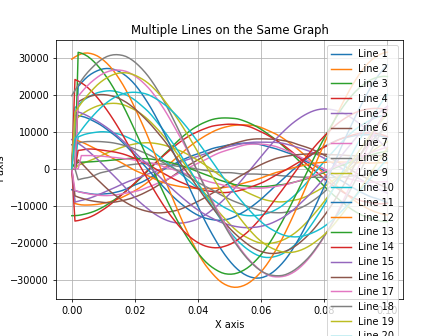 Multiple Lines on the Same Graph
30000
20000
10000
0
−10000
−20000
−30000
0.00
0.02
0.04
0.06
X axis
Line 1
Line 2
Line 3
Line 4
Line 5
Line 6
Line 7
Line 8
Line 9
Line 10
Line 11
Line 12
Line 13
Line 14
Line 15
Line 16
Line 17
Line 18
Line 19
Line 20